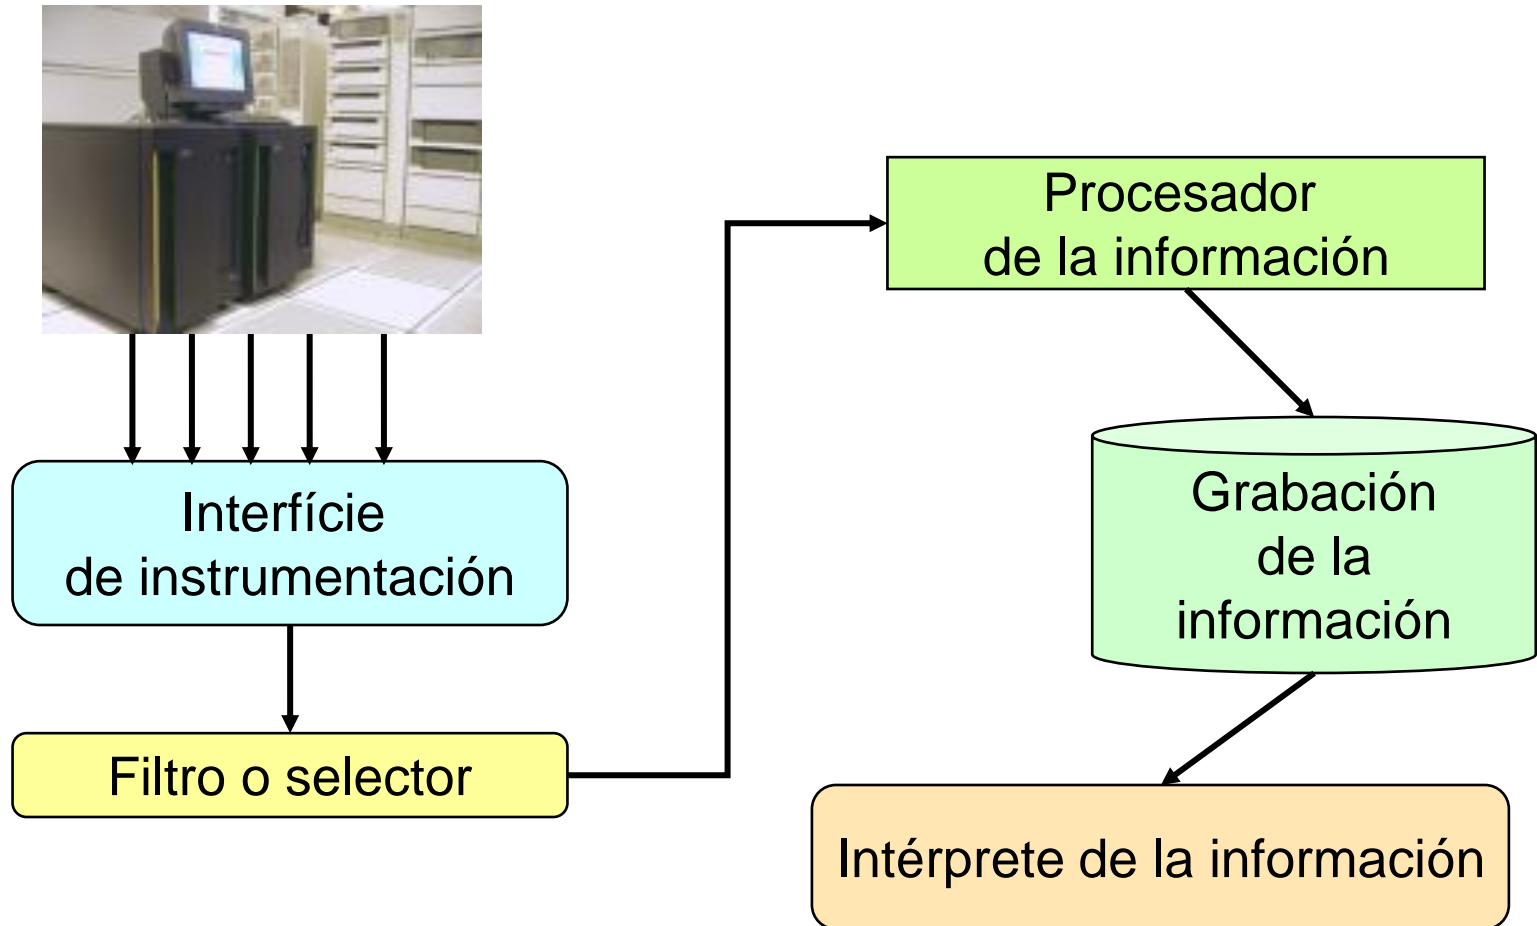 Interfície
de instrumentación
Filtro o selector
Procesador
de la información
Grabación
de la
información
Intérprete de la información